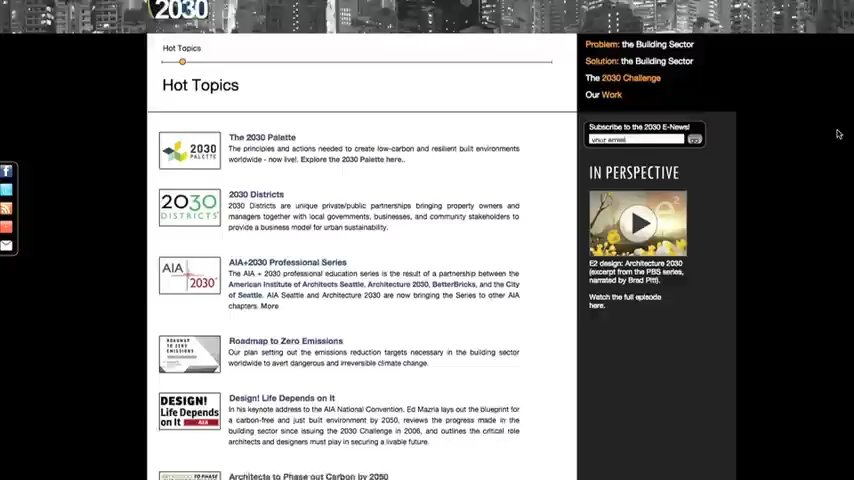 2030
Hot Topics
Hot Topics
2030
PALETTE
The 2030 Palette
The principles and actions needed to create low-carbon and resilient built environments
worldwide - now live! Explore the 2030 Palette here..
2030
DISTRICTS
2030 Districts
2030 Districts are unique private/public partnerships bringing property owners and
managers together with local governments, businesses, and community stakeholders to
provide a business model for urban sustainability.
AIA
2030
AIA+2030 Professional Series
The AIA + 2030 professional education series is the result of a partnership between the
American Institute of Architects Seattle, Architecture 2030, BetterBricks, and the City
of Seattle. AIA Seattle and Architecture 2030 are now bringing the Series to other AIA
chapters. More
ROADMAP
TO ZERO
EMISSIONS
Roadmap to Zero Emissions
Our plan setting out the emissions reduction targets necessary in the building sector
worldwide to avert dangerous and irreversible climate change.
DESIGN!
Life Depends
on It
AIA
Design! Life Depends on It
In his keynote address to the AIA National Convention. Ed Mazria lays out the blueprint for
a carbon-free and just built environment by 2050, reviews the progress made in the
building sector since issuing the 2030 Challenge in 2006, and outlines the critical role
architects and designers must play in securing a livable future.
Architects to Phase out Carbon by 2050
Problem: the Building Sector
Solution: the Building Sector
The 2030 Challenge
Our Work
Subscribe to the 2030 E-News!
your email
GO
IN PERSPECTIVE
e²
E2 design: Architecture 2030
(excerpt from the PBS series,
narrated by Brad Pitt).
Watch the full episode
here.